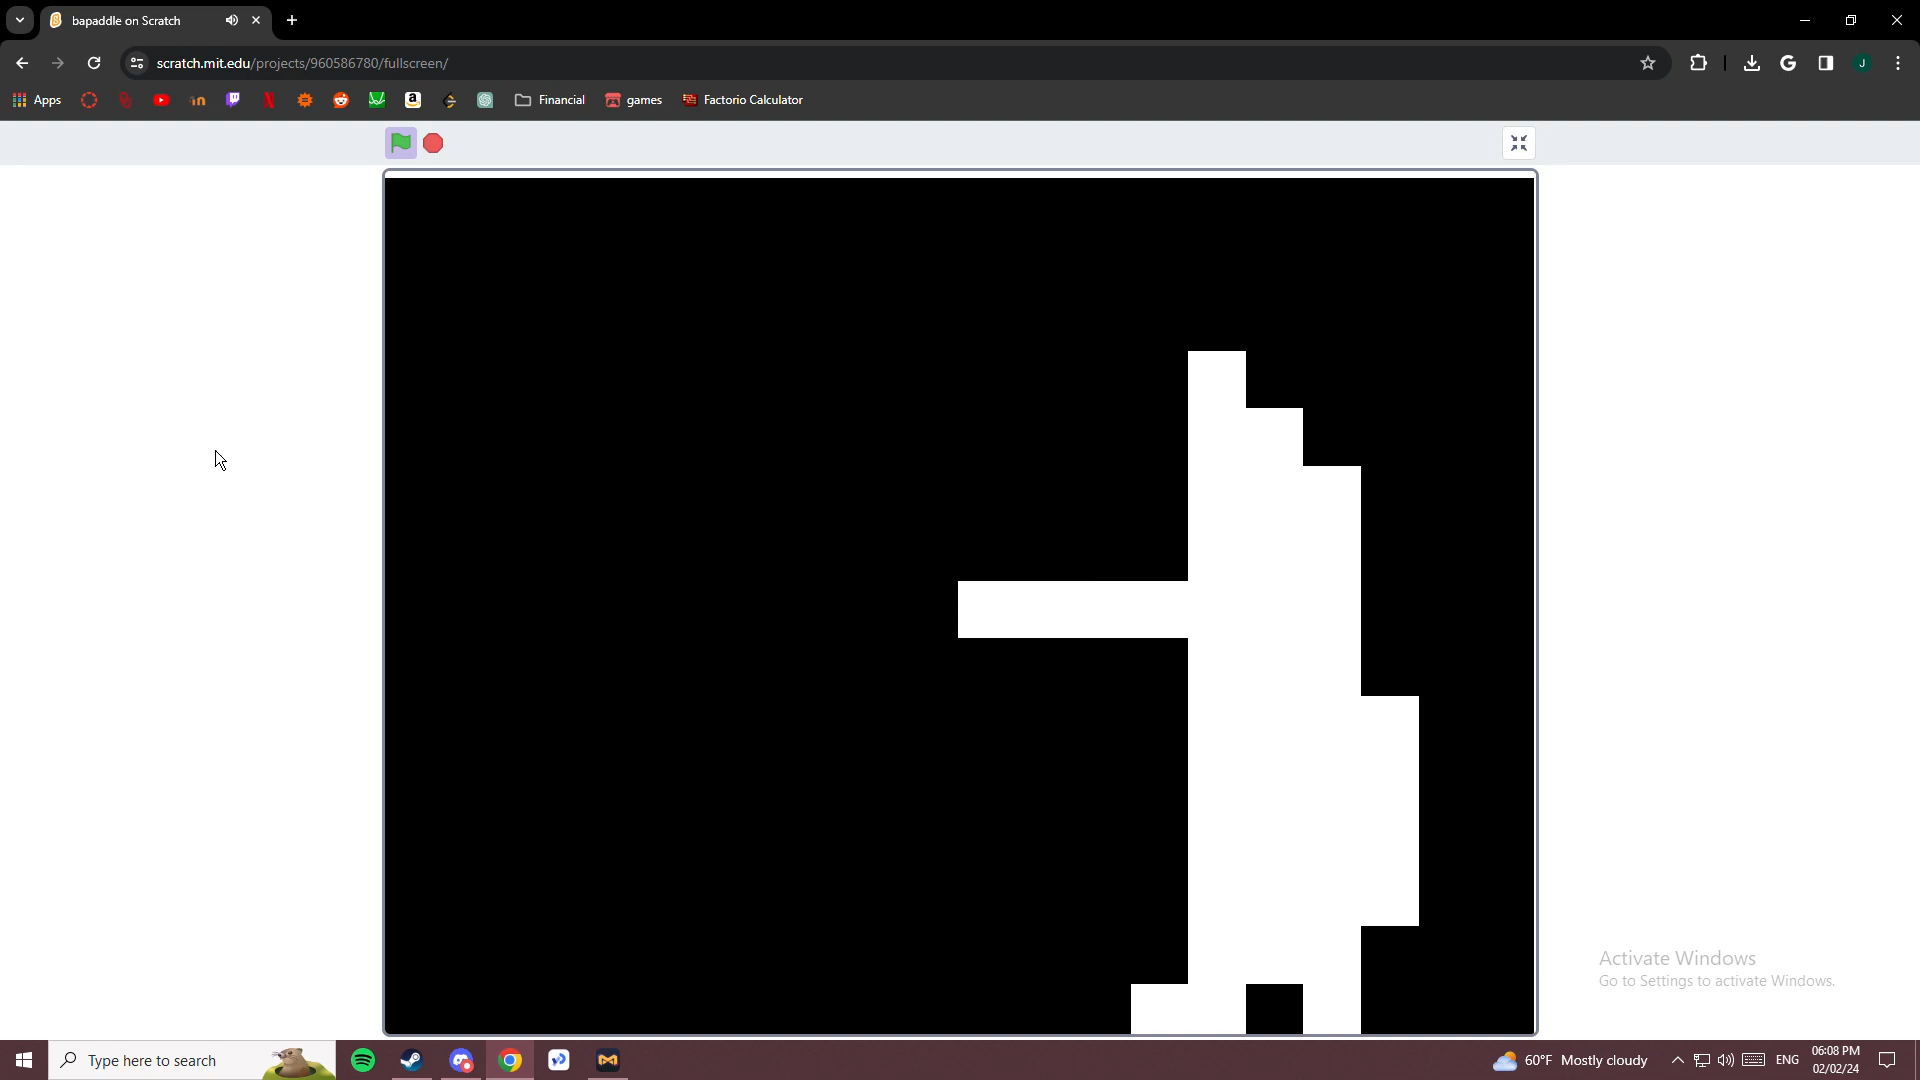 bapaddle on Scratch
scratch.mit.edu/projects/960586780/fullscreen/
J
Apps
Financial
games
Factorio Calculator
Activate Windows
Go to Settings to activate Windows.
Type here to search
60°F Mostly cloudy
ENG
06:08 PM
02/02/24